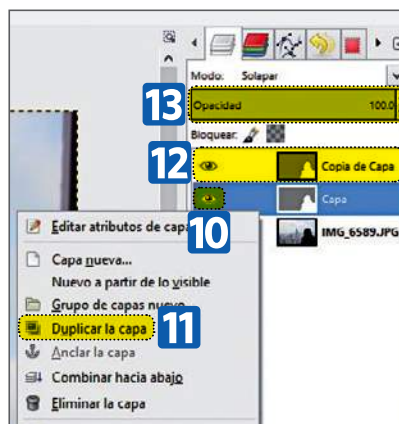 Modo: Solapar
13
Opacidad 100.0
Bloquear:
12
Copia de Capa
Capa
10
IMG_6589.JPG
Editar atributos de capa
Capa nueva...
Nuevo a partir de lo visible
Grupo de capas nuevo
Duplicar la capa
11
Anclar la capa
Combinar hacia abajo
Eliminar la capa